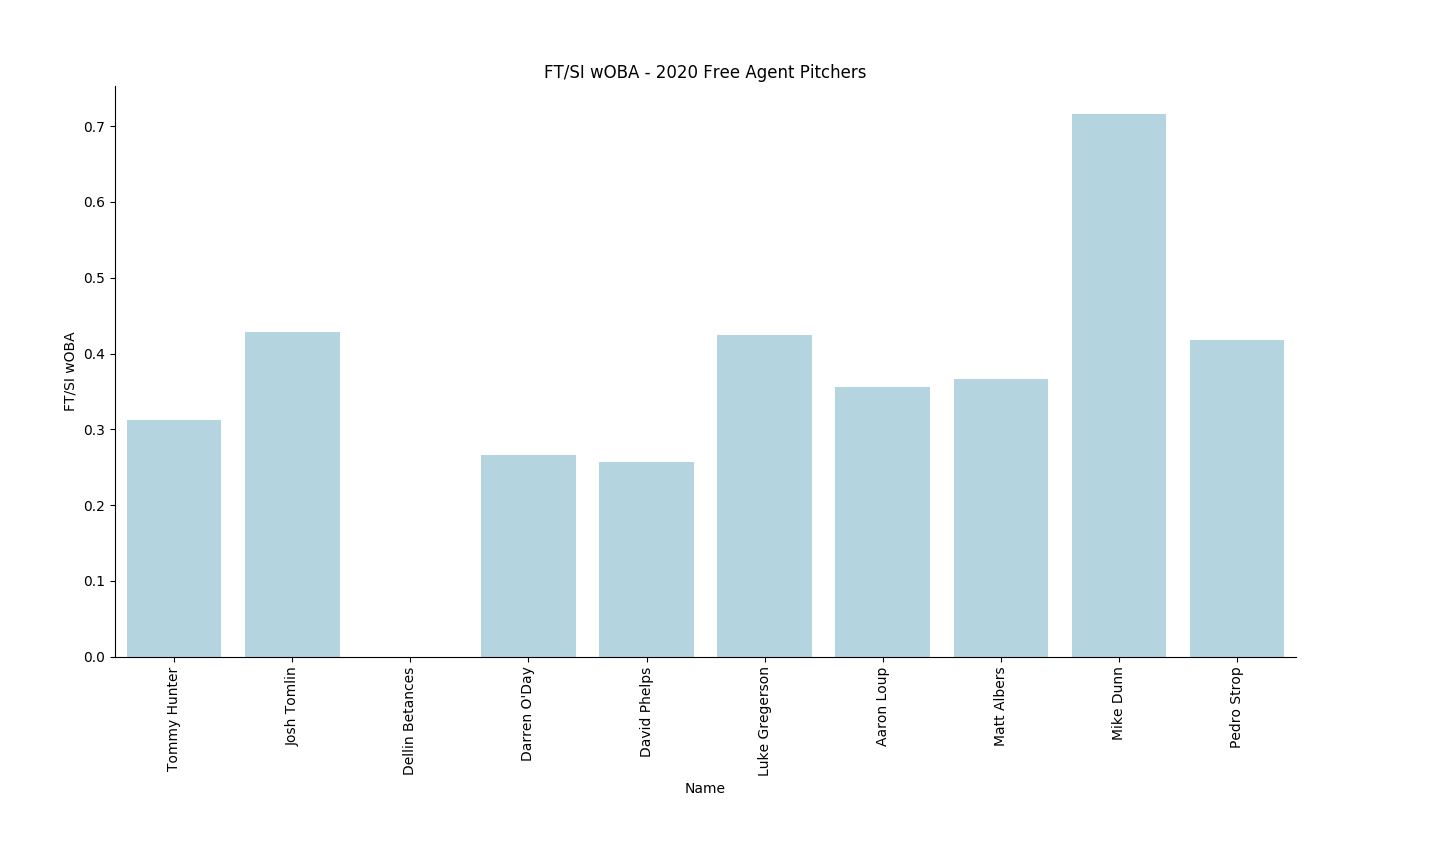 FT/SI wOBA - 2020 Free Agent Pitchers
FT/SI wOBA
0.7
0.6
0.5
0.4
0.3
0.2
0.1
0.0
Tommy Hunter
Josh Tomlin
Dellin Betances
Darren O'Day
David Phelps
Luke Gregerson
Aaron Loup
Matt Albers
Mike Dunn
Pedro Strop
Name